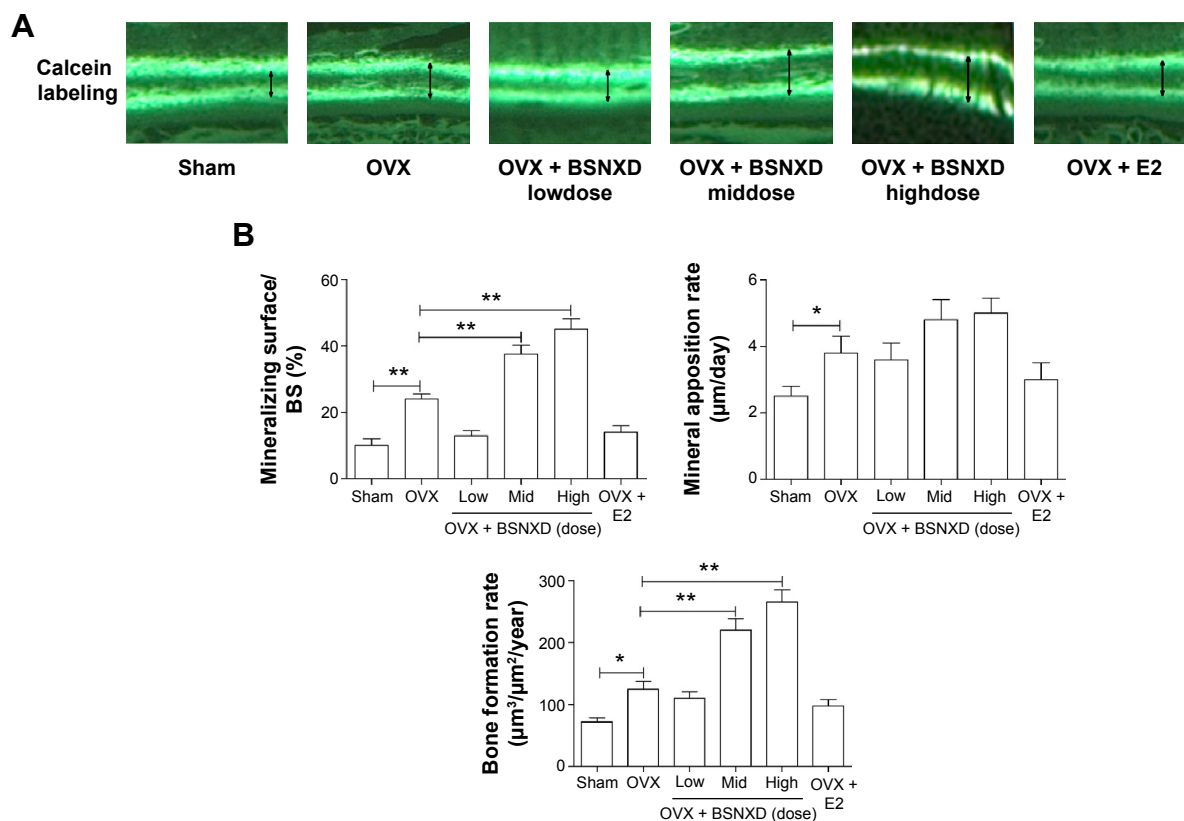 A
Calcein
labeling
Sham
OVX
OVX + BSNXD
lowdose
OVX + BSNXD
middose
OVX + BSNXD
highdose
OVX + E2
B
Mineralizing surface/
BS (%)
60
40
20
0
**
**
**
Sham
OVX
Low
Mid
High
OVX +
E2
OVX + BSNXD (dose)
Mineral apposition rate
(µm/day)
6
4
2
0
*
Sham
OVX
Low
Mid
High
OVX +
E2
OVX + BSNXD (dose)
Bone formation rate
(µm³/µm²/year)
300
200
100
0
**
**
*
Sham
OVX
Low
Mid
High
OVX +
E2
OVX + BSNXD (dose)